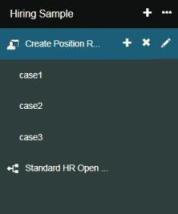 Hiring Sample
Create Position R...
case1
case2
case3
Standard HR Open ...